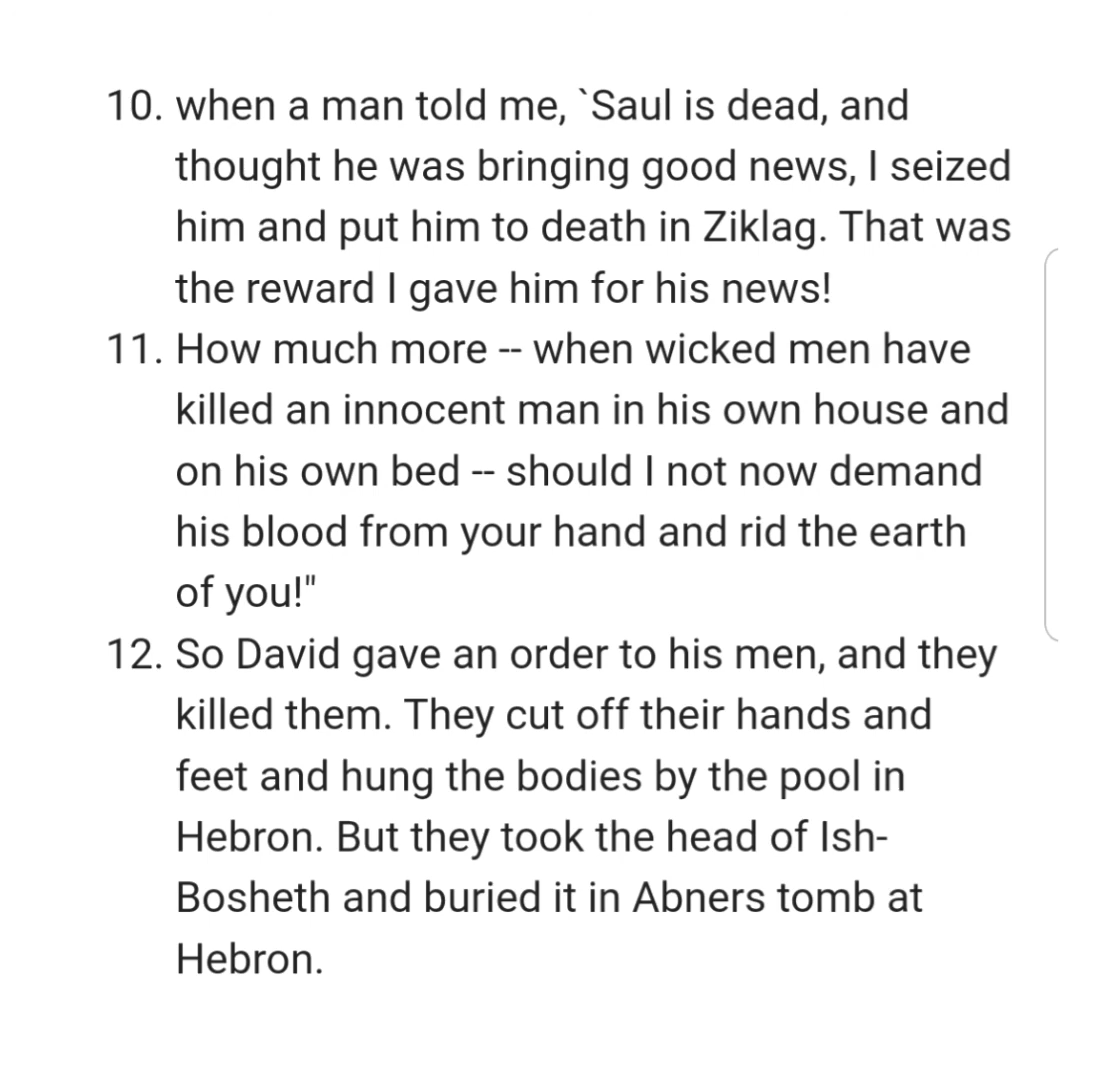 10. when a man told me, `Saul is dead, and
thought he was bringing good news, I seized
him and put him to death in Ziklag. That was
the reward I gave him for his news!
11. How much more -- when wicked men have
killed an innocent man in his own house and
on his own bed -- should I not now demand
his blood from your hand and rid the earth
of you!"
12. So David gave an order to his men, and they
killed them. They cut off their hands and
feet and hung the bodies by the pool in
Hebron. But they took the head of Ish-
Bosheth and buried it in Abners tomb at
Hebron.